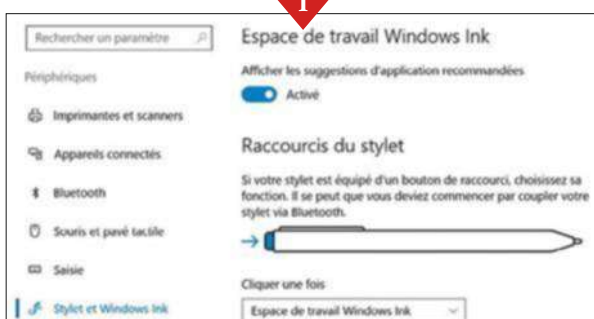 1
Rechercher un paramètre
Périphériques
Imprimantes et scanners
Appareils connectés
Bluetooth
Souris et pavé tactile
Saisie
Stylet et Windows Ink
Espace de travail Windows Ink
Afficher les suggestions d'application recommandées
Activé
Raccourcis du stylet
Si votre stylet est équipé d'un bouton de raccourci, choisissez sa
fonction. Il se peut que vous deviez commencer par coupler votre
stylet via Bluetooth.
Cliquer une fois
Espace de travail Windows Ink